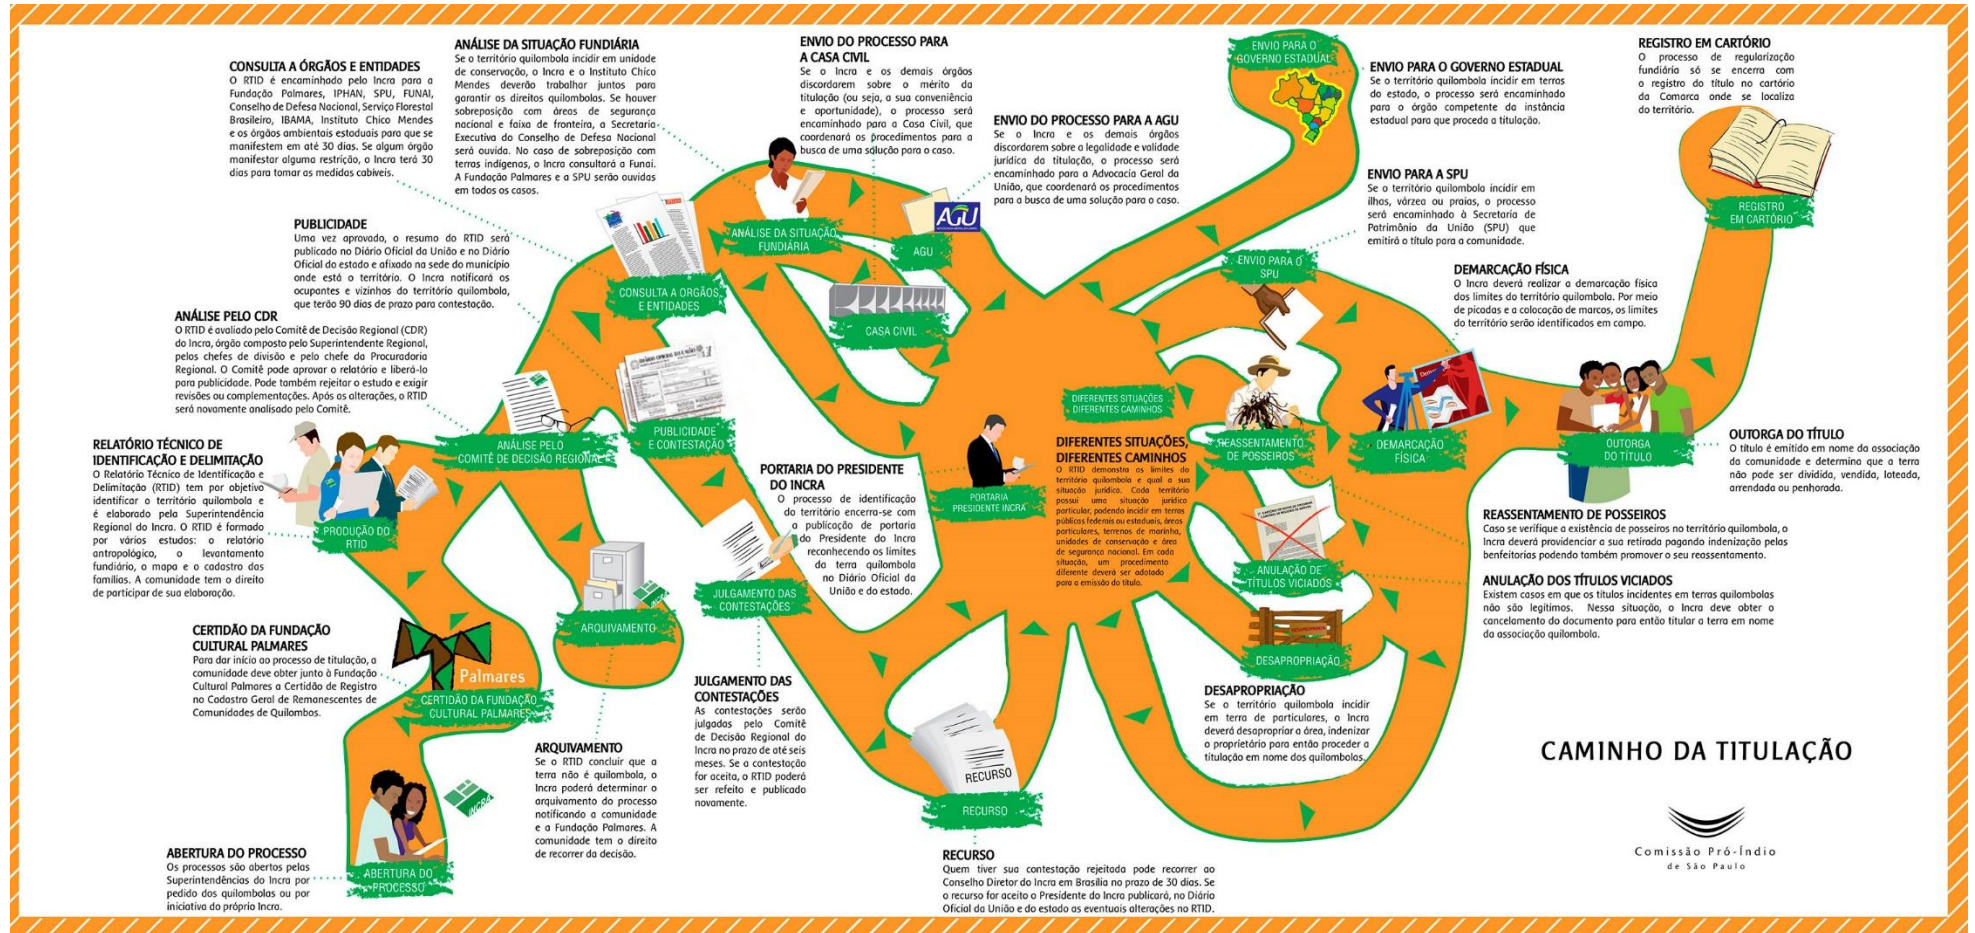 CONSULTA A ÓRGÃOS E ENTIDADES
O RTID é encaminhado pelo Incra para a
Fundação Palmares, IPHAN, SPU, FUNAI,
Conselho de Defesa Nacional, Serviço Florestal
Brasileiro, IBAMA, Instituto Chico Mendes
e os órgãos ambientais estaduais para que se
manifestem em até 30 dias. Se algum órgão
manifestar alguma restrição, o Incra terá 30
dias para tomar as medidas cabíveis.
ANÁLISE DA SITUAÇÃO FUNDIÁRIA
Se o território quilombola incidir em unidade
de conservação, o Incra e o Instituto Chico
Mendes deverão trabalhar juntos para
garantir os direitos quilombolas. Se houver
sobreposição com áreas de segurança
nacional e faixa de fronteira, a Secretaria
Executiva do Conselho de Defesa Nacional
será ouvida. No caso de sobreposição com
terras indígenas, o Incra consultará a Funai.
A Fundação Palmares e a SPU serão ouvidas
em todos os casos.
ENVIO DO PROCESSO PARA
A CASA CIVIL
Se o Incra e os demais órgãos
discordarem sobre o mérito da
titulação (ou seja, a sua conveniência
e oportunidade), o processo será
encaminhado para a Casa Civil, que
coordenará os procedimentos para a
busca de uma solução para o caso.
ENVIO DO PROCESSO PARA A AGU
Se o Incra e os demais órgãos
discordarem sobre a legalidade e validade
jurídica da titulação, o processo será
encaminhado para a Advocacia Geral da
União, que coordenará os procedimentos
para a busca de uma solução para o caso.
ENVIO PARA O
GOVERNO ESTADUAL
ENVIO PARA O GOVERNO ESTADUAL
Se o território quilombola incidir em terras
do estado, o processo será encaminhado
para o órgão competente da instância
estadual para que proceda a titulação.
REGISTRO EM CARTÓRIO
O processo de regularização
fundiário só se encerra com
o registro do título no cartório
da Comarca onde se localiza
do território.
ENVIO PARA A SPU
Se o território quilombola incidir em
ilhas, várzea ou praias, o processo
será encaminhado à Secretaria de
Patrimônio da União (SPU) que
emitirá o título para a comunidade.
REGISTRO
EM CARTÓRIO
PUBLICIDADE
Uma vez aprovado, o resumo do RTID será
publicado no Diário Oficial da União e no Diário
Oficial do estado e afixado na sede do município
onde está o território. O Incra notificará os
ocupantes e vizinhos do território quilombola,
que terão 90 dias de prazo para contestação.
ANÁLISE DA SITUAÇÃO
FUNDIÁRIA
AGU
AGU
ENVIO PARA O
SPU
DEMARCAÇÃO FÍSICA
O Incra deverá realizar a demarcação física
dos limites do território quilombola. Por meio
de picadas e a colocação de marcos, os limites
do território serão identificados em campo.
CONSULTA A ORGÃOS
E ENTIDADES
CASA CIVIL
ANÁLISE PELO CDR
O RTID é avaliado pelo Comitê de Decisão Regional (CDR)
do Incra, órgão composto pelo Superintendente Regional,
pelos chefes de divisão e pelo chefe da Procuradoria
Regional. O Comitê pode aprovar o relatório e liberá-lo
para publicidade. Pode também rejeitar o estudo e exigir
revisões ou complementações. Após as alterações, o RTID
será novamente analisado pelo Comitê.
DIFERENTES SITUAÇÕES
DIFERENTES CAMINHOS
ANÁLISE PELO
COMITÊ DE DECISÃO REGIONAL
PUBLICIDADE
E CONTESTAÇÃO
REASSENTAMENTO
DE POSSEIROS
DEMARCAÇÃO
FÍSICA
OUTORGA
DO TÍTULO
OUTORGA DO TÍTULO
O título é emitido em nome da associação
da comunidade e determina que a terra
não pode ser dividida, vendida, loteada,
arrendada ou penhorada.
RELATÓRIO TÉCNICO DE
IDENTIFICAÇÃO E DELIMITAÇÃO
O Relatório Técnico de Identificação e
Delimitação (RTID) tem por objetivo
identificar o território quilombola e
é elaborado pela Superintendência
Regional do Incra. O RTID é formado
por vários estudos: o relatório
antropológico, o levantamento
fundiário, o mapa e o cadastro das
famílias. A comunidade tem o direito
de participar de sua elaboração.
PRODUÇÃO DO
RTID
PORTARIA DO PRESIDENTE
DO INCRA
O processo de identificação
do território encerra-se com
a publicação de portaria
do Presidente do Incra
reconhecendo os limites
da terra quilombola
no Diário Oficial da
União e do estado.
PORTARIA
PRESIDENTE INCRA
DIFERENTES SITUAÇÕES,
DIFERENTES CAMINHOS
O RTID demonstra os limites do
território quilombola e qual a sua
situação jurídica. Cada território
possui uma situação jurídica
particular, podendo incidir em terras
públicas federais ou estaduais, áreas
particulares, terrenos de marinha,
unidades de conservação e área
de segurança nacional. Em cada
situação, um procedimento
diferente deverá ser adotado
para a emissão do título.
REASSENTAMENTO DE POSSEIROS
Caso se verifique a existência de posseiros no território quilombola, o
Incra deverá providenciar a sua retirada pagando indenização pelas
benfeitorias podendo também promover o seu reassentamento.
ANULAÇÃO DE
TÍTULOS VICIADOS
ANULAÇÃO DOS TÍTULOS VICIADOS
Existem casos em que os títulos incidentes em terras quilombolas
não são legítimos. Nessa situação, o Incra deve obter o
cancelamento do documento para então titular a terra em nome
da associação quilombola.
JULGAMENTO DAS
CONTESTAÇÕES
ARQUIVAMENTO
DESAPROPRIAÇÃO
CERTIDÃO DA FUNDAÇÃO
CULTURAL PALMARES
Para dar início ao processo de titulação, a
comunidade deve obter junto à Fundação
Cultural Palmares a Certidão de Registro
no Cadastro Geral de Remanescentes de
Comunidades de Quilombos.
Palmares
CERTIDÃO DA FUNDAÇÃO
CULTURAL PALMARES
JULGAMENTO DAS
CONTESTAÇÕES
As contestações serão
julgadas pelo Comitê
de Decisão Regional do
Incra no prazo de até seis
meses. Se a contestação
for aceita, o RTID poderá
ser refeito e publicado
novamente.
DESAPROPRIAÇÃO
Se o território quilombola incidir
em terra de particulares, o Incra
deverá desapropriar a área, indenizar
o proprietário para então proceder a
titulação em nome dos quilombolas.
ARQUIVAMENTO
Se o RTID concluir que a
terra não é quilombola, o
Incra poderá determinar o
arquivamento do processo
notificando a comunidade
e a Fundação Palmares. A
comunidade tem o direito
de recorrer da decisão.
RECURSO
RECURSO
INCRA
CAMINHO DA TITULAÇÃO
Comissão Pró-Índio
de São Paulo
ABERTURA DO PROCESSO
Os processos são abertos pelas
Superintendências do Incra por
pedido dos quilombolas ou por
iniciativa do próprio Incra.
ABERTURA DO
PROCESSO
RECURSO
Quem tiver sua contestação rejeitada pode recorrer ao
Conselho Diretor do Incra em Brasília no prazo de 30 dias. Se
o recurso for aceito o Presidente do Incra publicará, no Diário
Oficial da União e do estado as eventuais alterações no RTID.